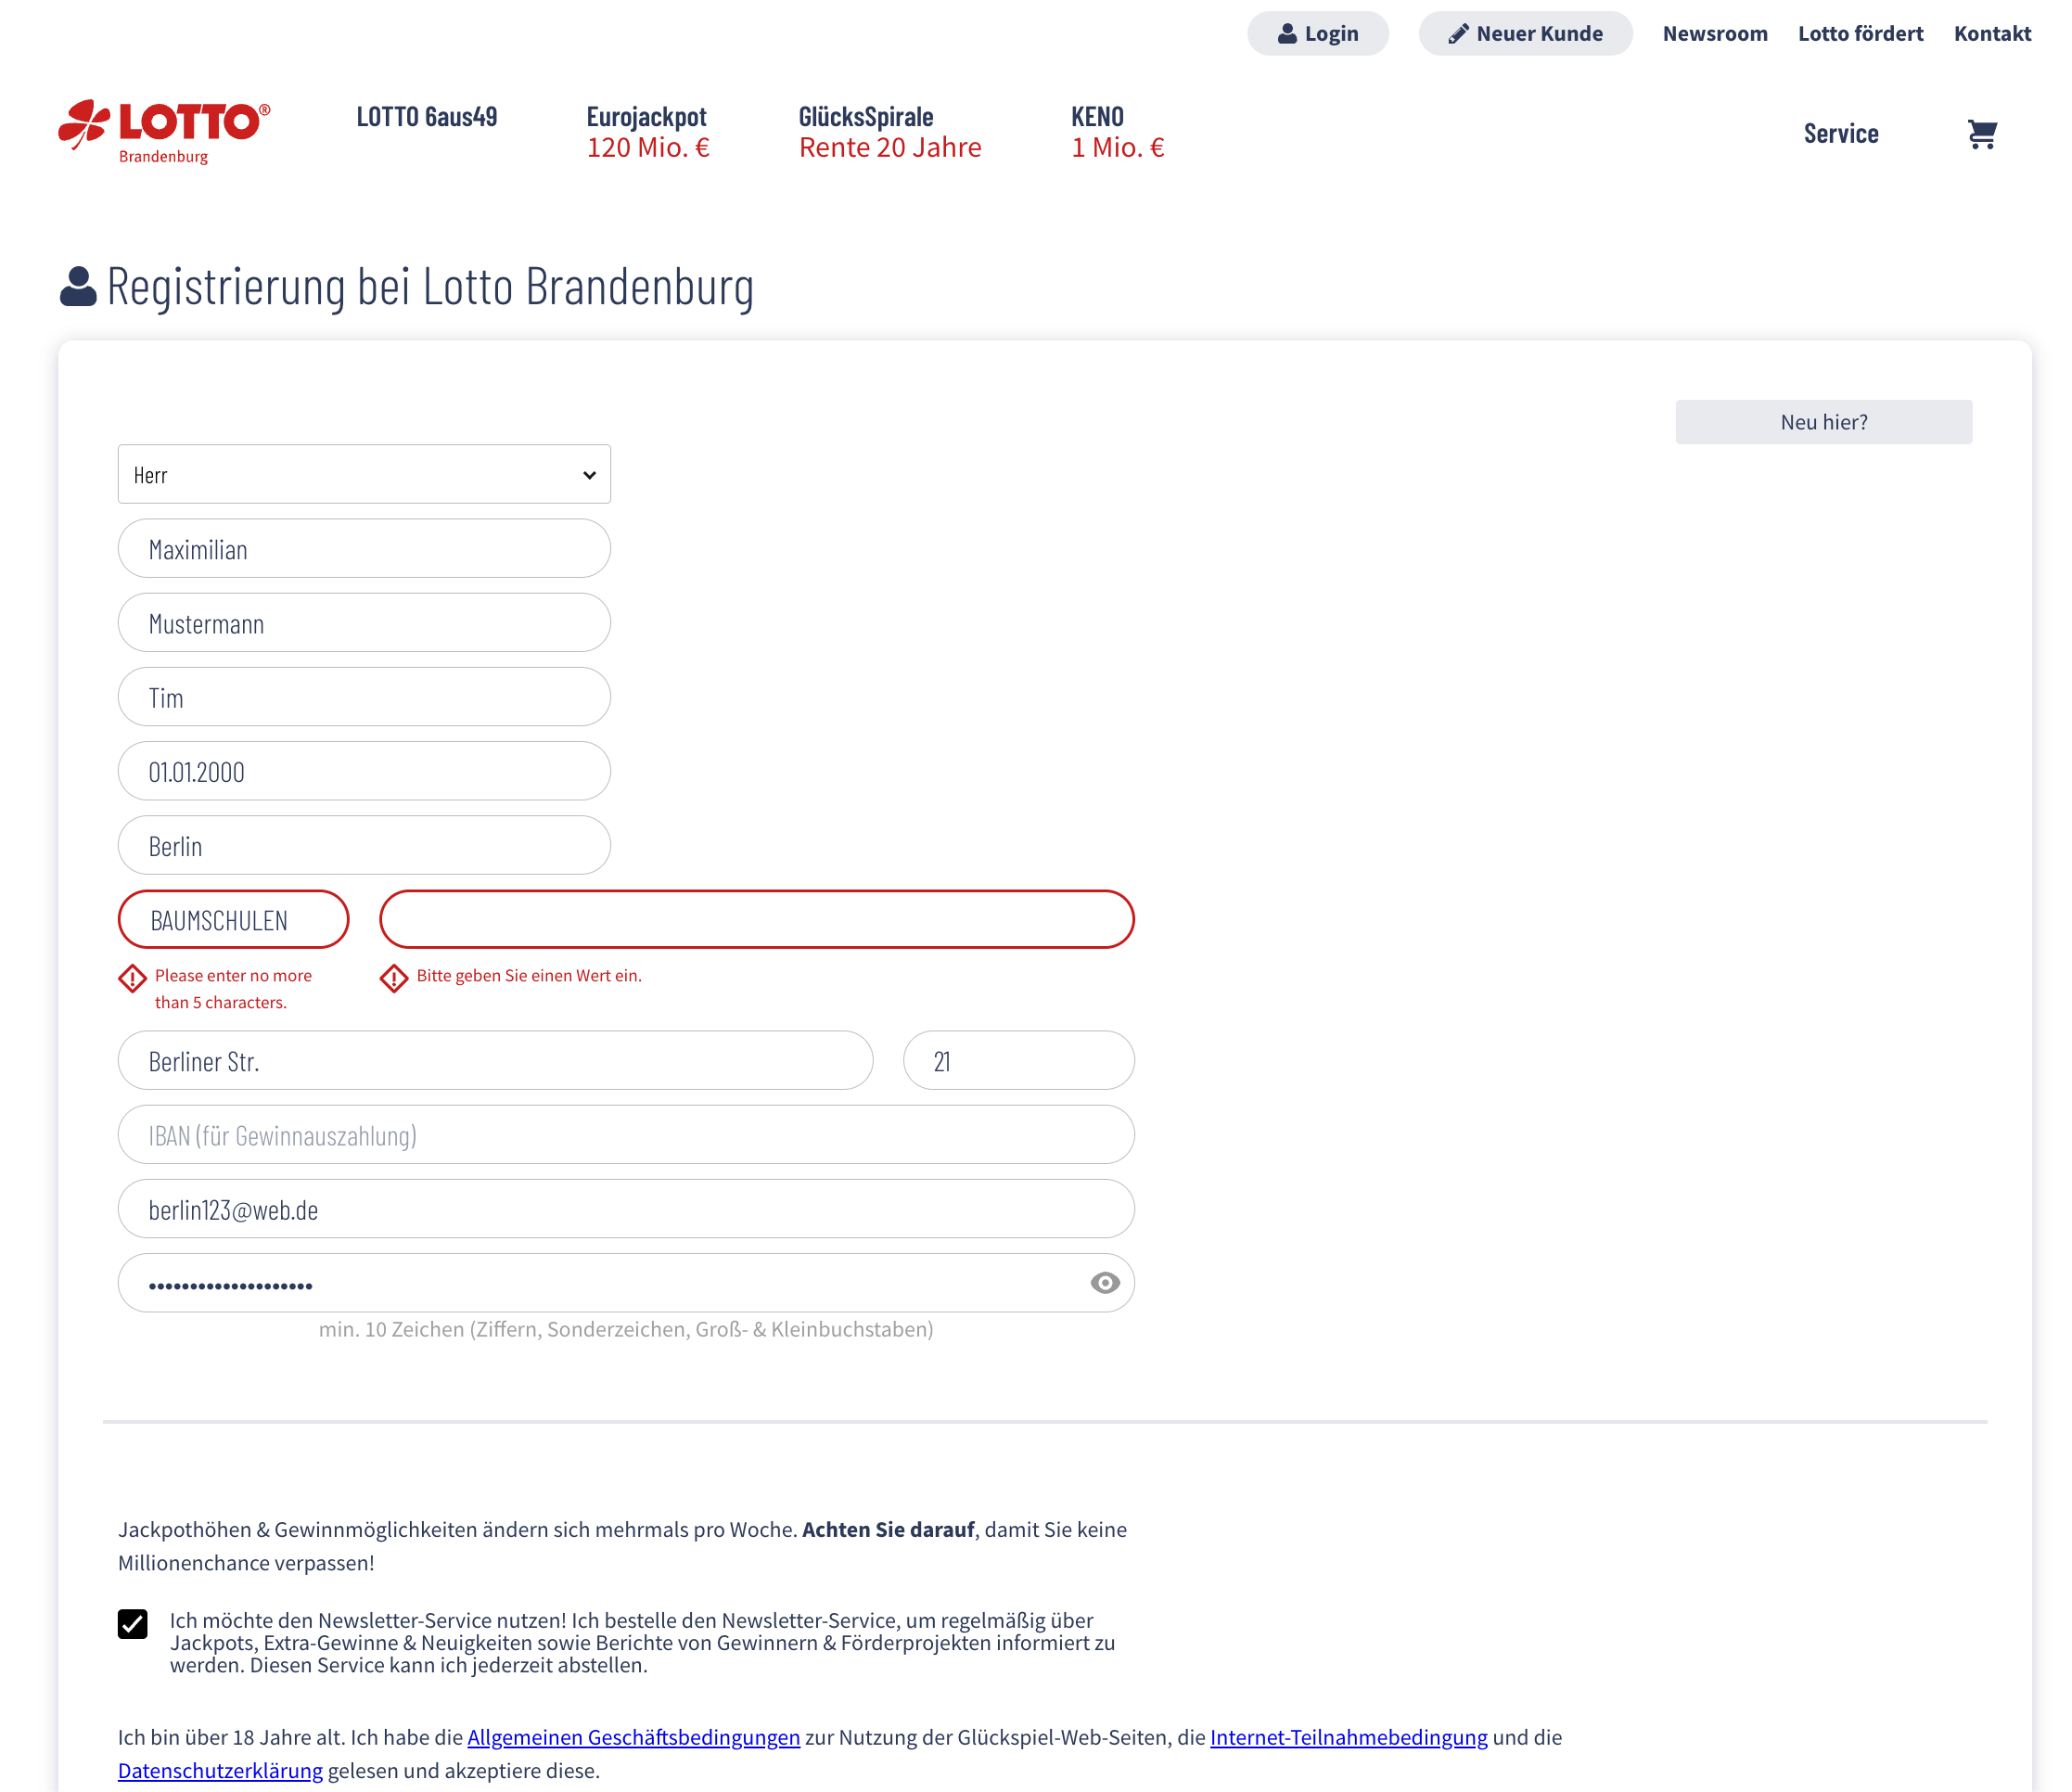 Login
Neuer Kunde
Newsroom
Lotto fördert
Kontakt
LOTTO®
Brandenburg
LOTTO 6aus49
Eurojackpot
120 Mio. €
GlücksSpirale
Rente 20 Jahre
KENO
1 Mio. €
Service
Registrierung bei Lotto Brandenburg
Neu hier?
Herr
Maximilian
Mustermann
Tim
01.01.2000
Berlin
BAUMSCHULEN
Please enter no more
than 5 characters.
Bitte geben Sie einen Wert ein.
Berliner Str.
21
IBAN (für Gewinnauszahlung)
berlin123@web.de
••••••••••••••••••••
min. 10 Zeichen (Ziffern, Sonderzeichen, Groß- & Kleinbuchstaben)
Jackpothöhen & Gewinnmöglichkeiten ändern sich mehrmals pro Woche. Achten Sie darauf, damit Sie keine
Millionenchance verpassen!
Ich möchte den Newsletter-Service nutzen! Ich bestelle den Newsletter-Service, um regelmäßig über
Jackpots, Extra-Gewinne & Neuigkeiten sowie Berichte von Gewinnern & Förderprojekten informiert zu
werden. Diesen Service kann ich jederzeit abstellen.
Ich bin über 18 Jahre alt. Ich habe die Allgemeinen Geschäftsbedingungen zur Nutzung der Glückspiel-Web-Seiten, die Internet-Teilnahmebedingung und die
Datenschutzerklärung gelesen und akzeptiere diese.